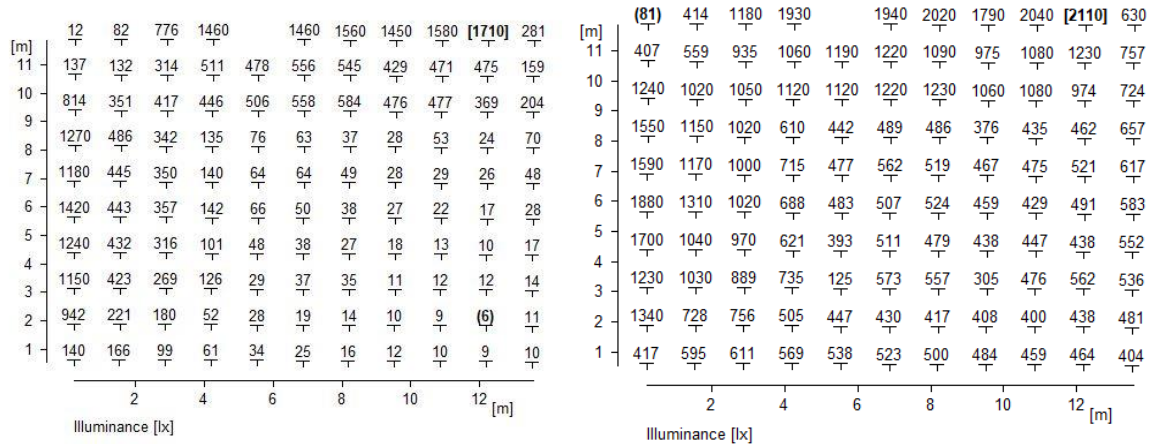 12 82 776 1460 1460 1560 1450 1580 [1710] 281
[m]
11 137 132 314 511 478 556 545 429 471 475 159
10
814 351 417 446 506 558 584 476 477 369 204
9
1270 486 342 135 76 63 37 28 53 24 70
8
7 1180 445 350 140 64 64 49 28 29 26 48
6 1420 443 357 142 66 50 38 27 22 17 28
5
1240 432 316 101 48 38 27 18 13 10 17
4
1150 423 269 126 29 37 35 11 12 12 14
3
2 942 221 180 52 28 19 14 10 9 (6) 11
1 140 166 99 61 34 25 16 12 10 9 10
2 4 6 8 10 12 [m]
Illuminance [lx]
(81) 414 1180 1930 1940 2020 1790 2040 [2110] 630
[m]
11 407 559 935 1060 1190 1220 1090 975 1080 1230 757
10
1240 1020 1050 1120 1120 1220 1230 1060 1080 974 724
9
8 1550 1150 1020 610 442 489 486 376 435 462 657
7 1590 1170 1000 715 477 562 519 467 475 521 617
6 1880 1310 1020 688 483 507 524 459 429 491 583
5
1700 1040 970 621 393 511 479 438 447 438 552
4
3 1230 1030 889 735 125 573 557 305 476 562 536
2 1340 728 756 505 447 430 417 408 400 438 481
1 417 595 611 569 538 523 500 484 459 464 404
2 4 6 8 10 12 [m]
Illuminance [lx]